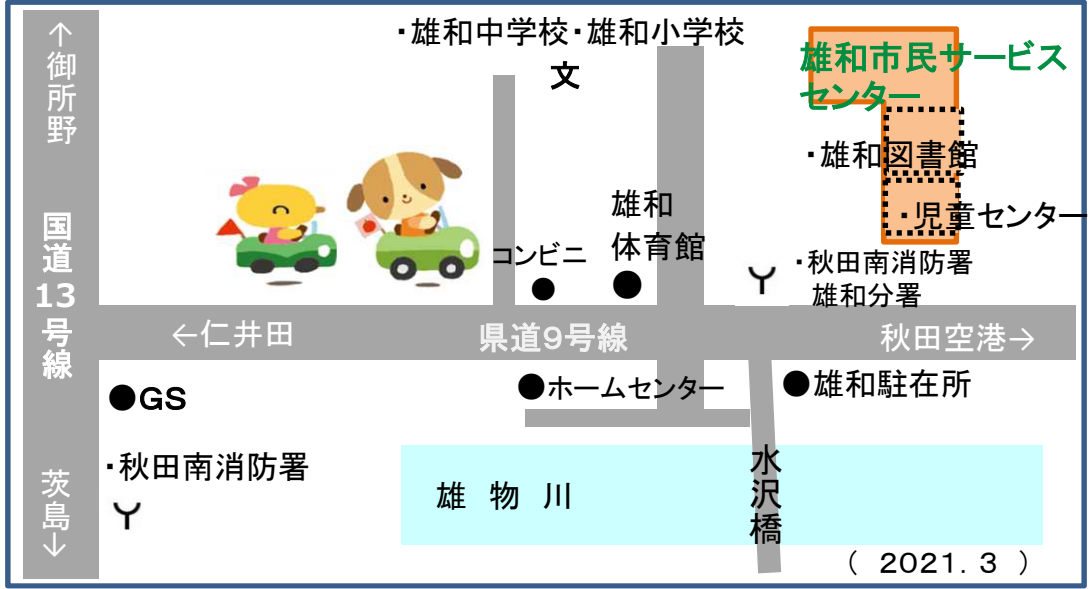 ↑御所野
国道13号線
茨島↓
・雄和中学校・雄和小学校
文
雄和市民サービス
センター
・雄和図書館
・児童センター
雄和
体育館
コンビニ
・秋田南消防署
雄和分署
←仁井田
県道9号線
秋田空港→
●GS
●ホームセンター
●雄和駐在所
・秋田南消防署
雄物川
水沢橋
(2021.3)